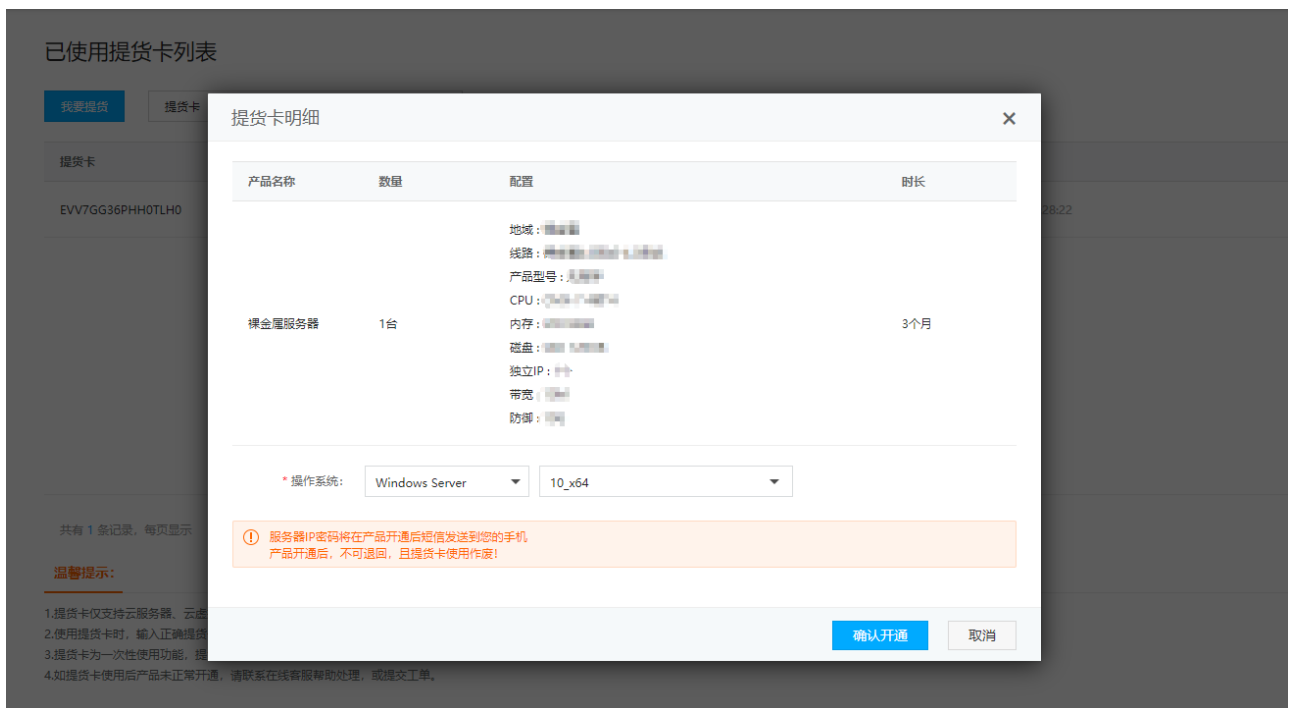 已使用提货卡列表
我要提货 提货卡
提货卡明细
提货卡
产品名称 数量 配置 时长
EVV7GG36PHH0TLH0 28:22
地域：
线路：
产品型号：
CPU：
裸金属服务器 1台 内存： 3个月
磁盘：
独立IP：
带宽：
防御：
* 操作系统： Windows Server 10_x64
共有 1 条记录，每页显示
服务器IP密码将在产品开通后短信发送到您的手机
产品开通后，不可退回，且提货卡使用作废！
温馨提示：
1.提货卡仅支持云服务器、云虚
2.使用提货卡时，输入正确提货
3.提货卡为一次性使用功能，提
确认开通 取消
4.如提货卡使用后产品未正常开通，请联系在线客服帮助处理，或提交工单。